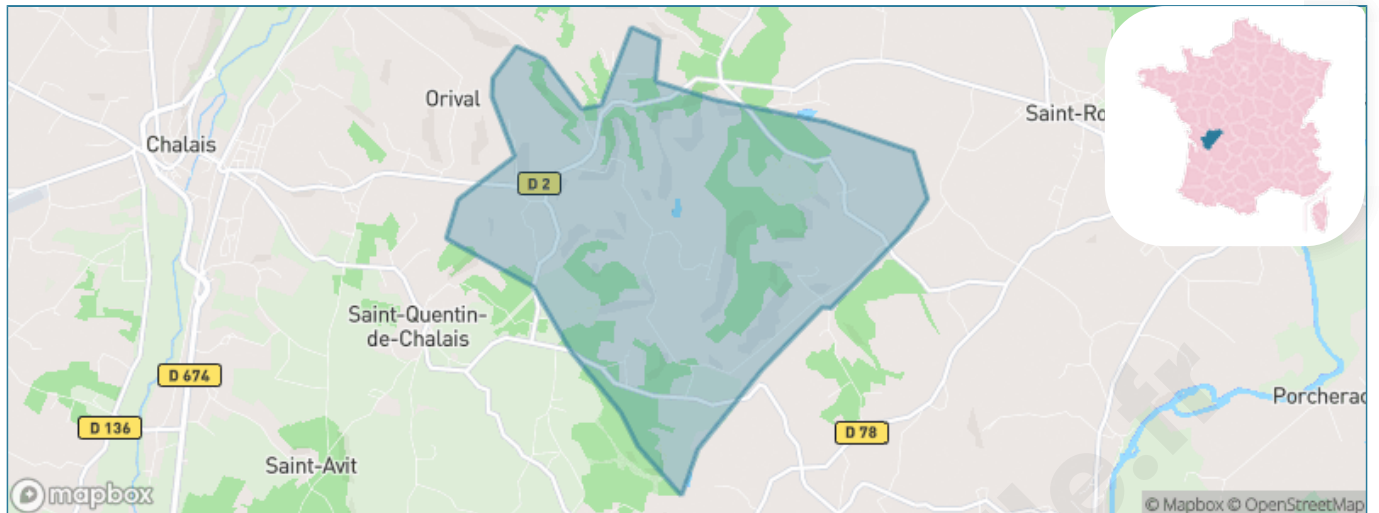 Orival
Saint-Ro
Chalais
D 2
Saint-Quentin-
de-Chalais
D 674
Porcherac
D 136
D 78
Saint-Avit
mapbox
© Mapbox © OpenStreetMap